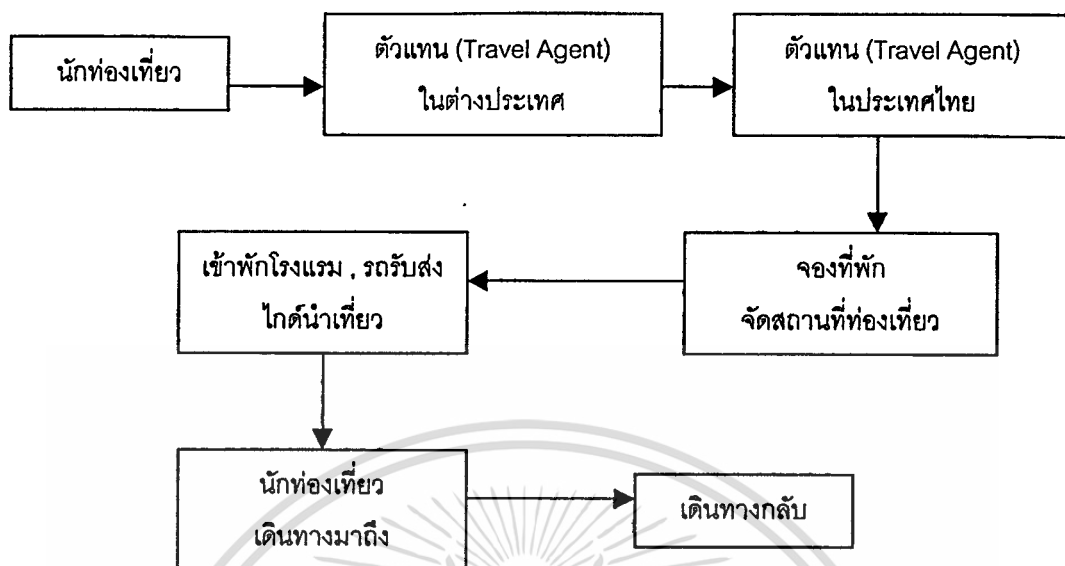 นักท่องเที่ยว
ตัวแทน (Travel Agent)
ในต่างประเทศ
ตัวแทน (Travel Agent)
ในประเทศไทย
จองที่พัก
จัดสถานที่ท่องเที่ยว
เข้าพักโรงแรม , รถรับส่ง
ไกด์นำเที่ยว
นักท่องเที่ยว
เดินทางมาถึง
เดินทางกลับ